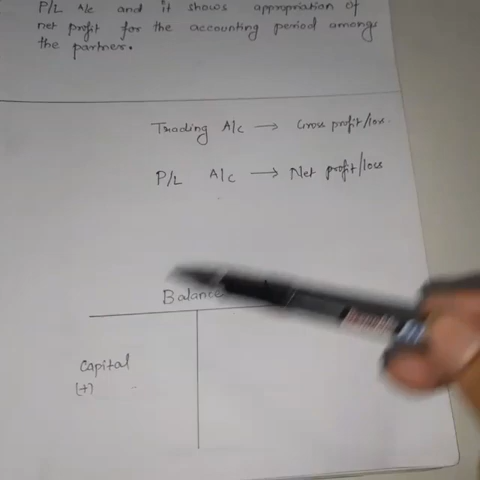 P/L A/c and it shows appropriation of
net profit for the accounting period amongs
the partner.
Trading A/c → Gross profit/loss.
P/L A/c → Net profit/loss
Balance
Capital
(+)